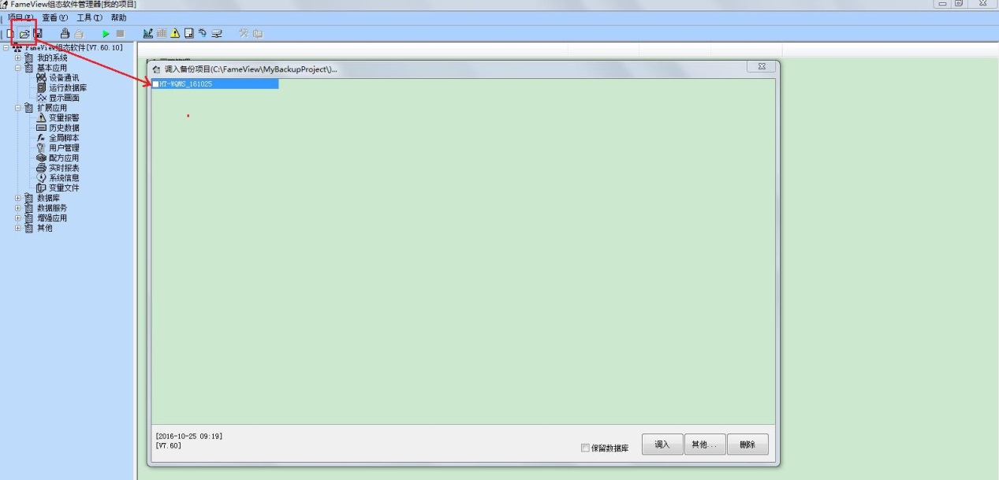 FameView组态软件管理器[我的项目]
项目(F) 查看(V) 工具(T) 帮助
FameView组态软件[V7.60.10]
我的系统
基本应用
设备通讯
运行数据库
显示画面
扩展应用
变量报警
历史数据
全局脚本
用户管理
配方应用
实时报表
系统信息
变量文件
数据库
数据服务
增强应用
其他
调入备份项目(C:\FameView\MyBackupProject\)...
HT-WQMS_161025
[2016-10-25 09:19]
[V7.60]
保留数据库
调入
其他...
删除